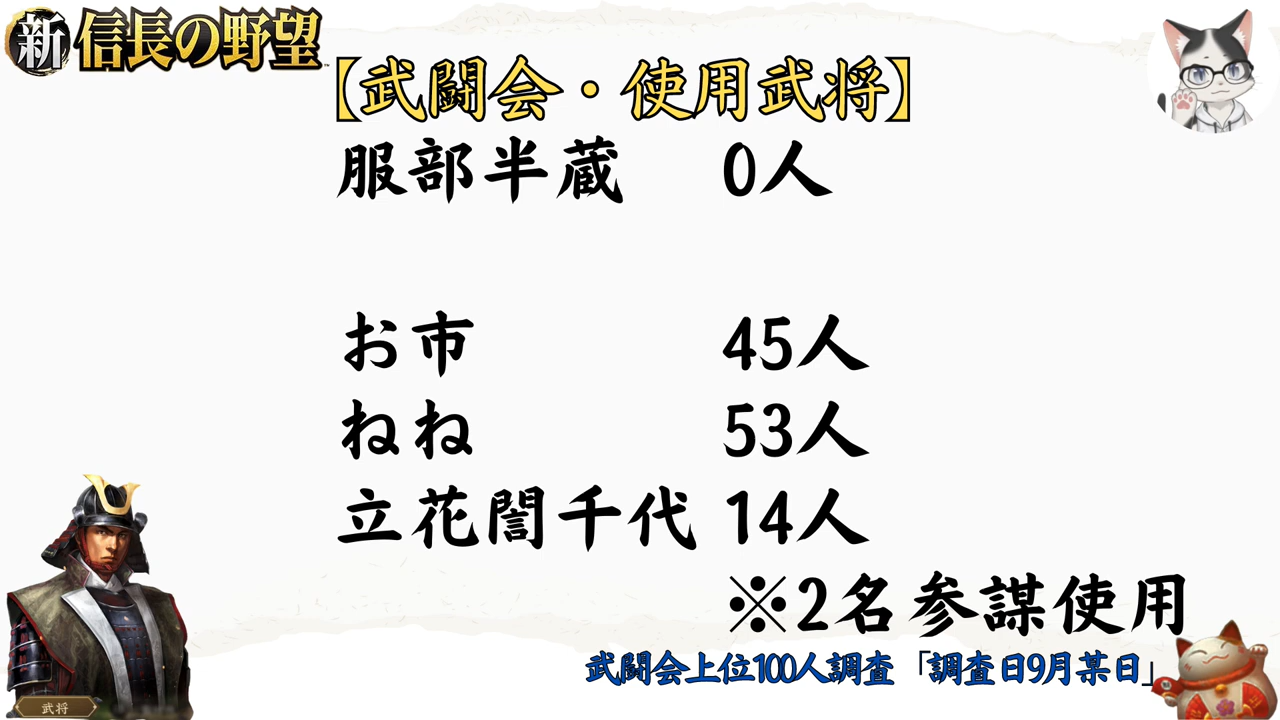 新信長の野望
【武闘会・使用武将】
服部半蔵 0人
お市 45人
ねね 53人
立花誾千代 14人
※2名参謀使用
武闘会上位100人調査「調査日9月某日」
武将